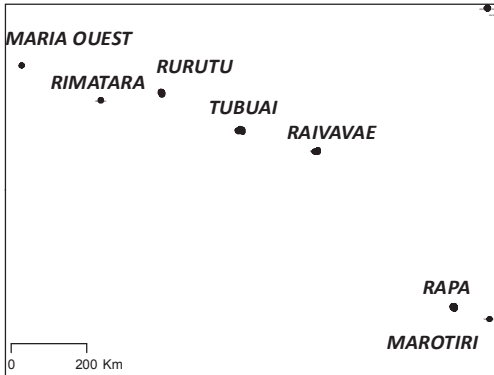 MARIA OUEST
RURUTU
RIMATARA
TUBUAI
RAIVAVAE
RAPA
MAROTIRI
0 200 Km